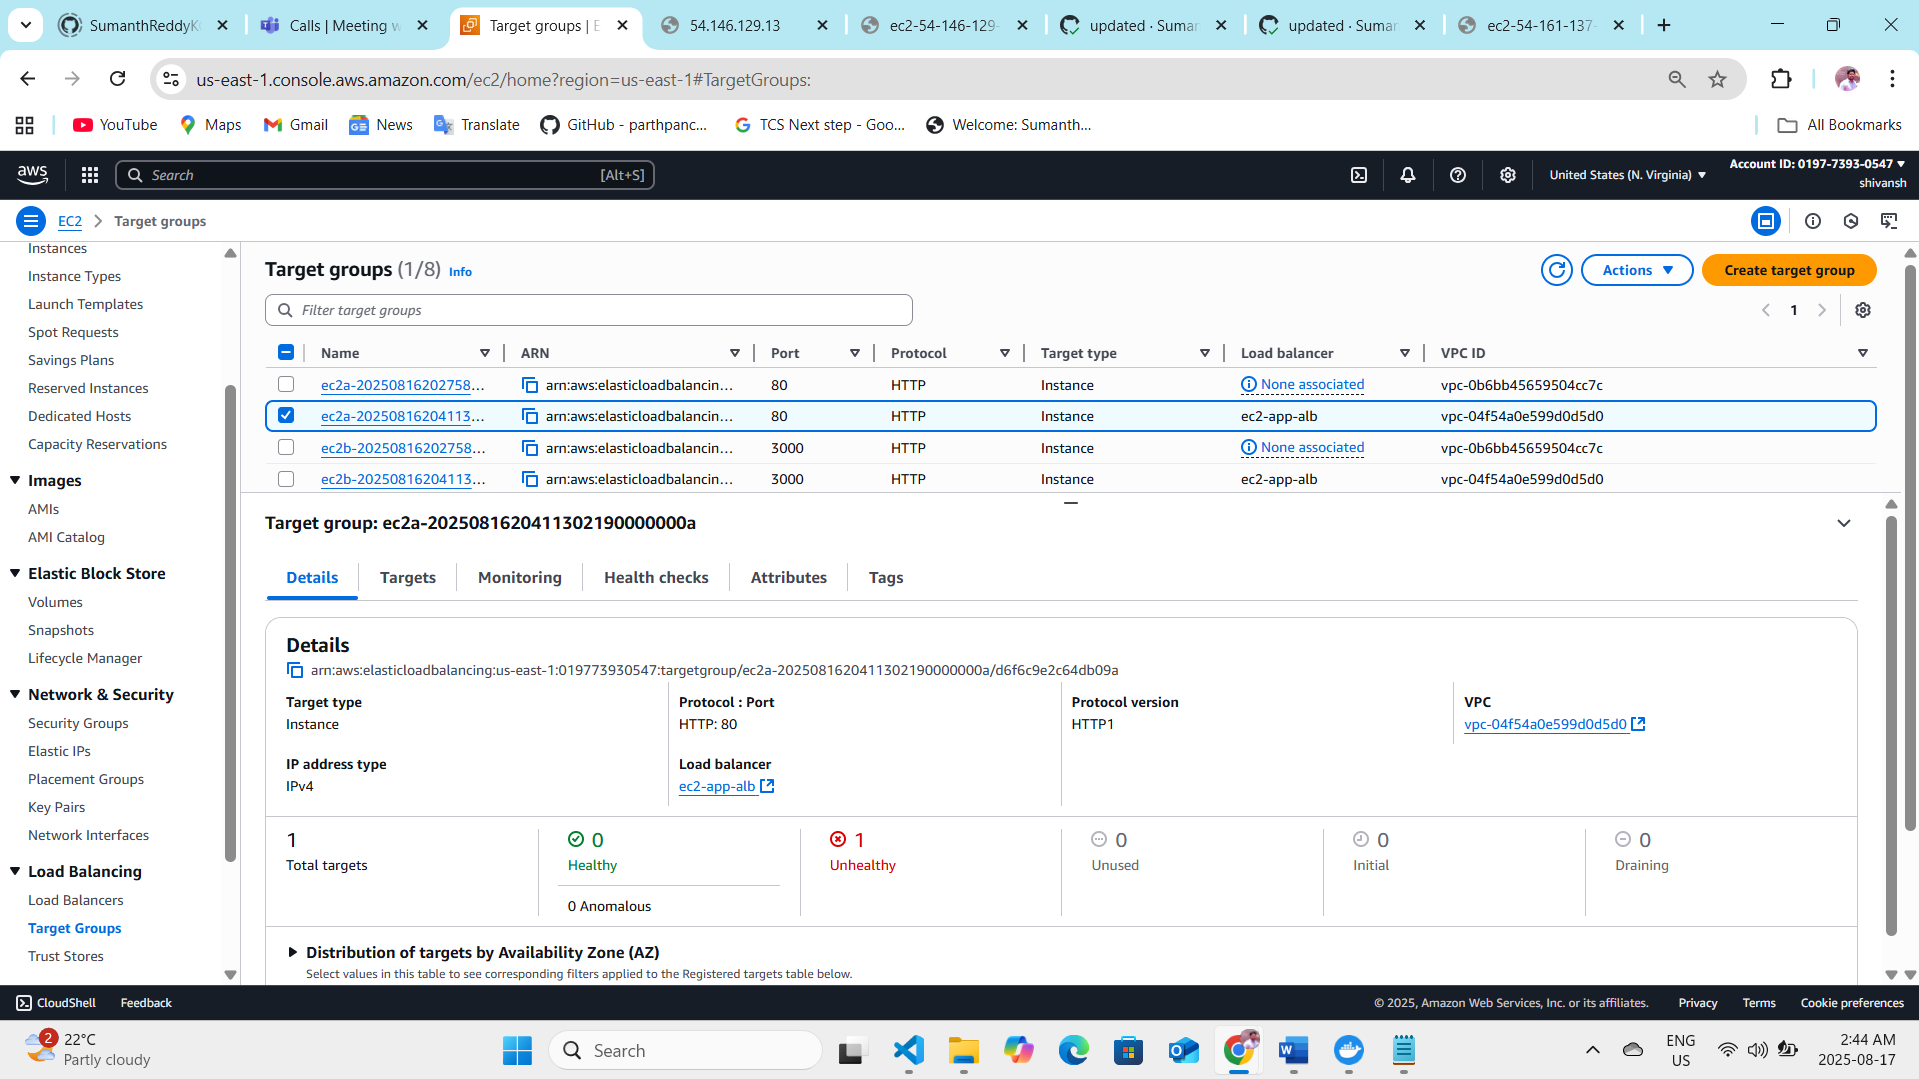 SumanthReddyK
Calls | Meeting w
Target groups | E
54.146.129.13
ec2-54-146-129-
updated · Suman
updated · Suman
ec2-54-161-137-
us-east-1.console.aws.amazon.com/ec2/home?region=us-east-1#TargetGroups:
YouTube
Maps
Gmail
News
Translate
GitHub - parthpanc...
TCS Next step - Goo...
Welcome: Sumanth...
All Bookmarks
aws
Search
[Alt+S]
United States (N. Virginia)
Account ID: 0197-7393-0547
shivansh
EC2
Target groups
Instances
Instance Types
Launch Templates
Spot Requests
Savings Plans
Reserved Instances
Dedicated Hosts
Capacity Reservations
Images
AMIs
AMI Catalog
Elastic Block Store
Volumes
Snapshots
Lifecycle Manager
Network & Security
Security Groups
Elastic IPs
Placement Groups
Key Pairs
Network Interfaces
Load Balancing
Load Balancers
Target Groups
Trust Stores
Target groups (1/8) Info
Actions
Create target group
Filter target groups
1
Name ARN Port Protocol Target type Load balancer VPC ID
ec2a-20250816202758... arn:aws:elasticloadbalancin... 80 HTTP Instance None associated vpc-0b6bb45659504cc7c
ec2a-20250816204113... arn:aws:elasticloadbalancin... 80 HTTP Instance ec2-app-alb vpc-04f54a0e599d0d5d0
ec2b-20250816202758... arn:aws:elasticloadbalancin... 3000 HTTP Instance None associated vpc-0b6bb45659504cc7c
ec2b-20250816204113... arn:aws:elasticloadbalancin... 3000 HTTP Instance ec2-app-alb vpc-04f54a0e599d0d5d0
Target group: ec2a-20250816204113021900000​00a
Details
Targets
Monitoring
Health checks
Attributes
Tags
Details
arn:aws:elasticloadbalancing:us-east-1:019773930547:targetgroup/ec2a-2025081620411302190000000a/d6f6c9e2c64db09a
Target type
Instance
Protocol : Port
HTTP: 80
Protocol version
HTTP1
VPC
vpc-04f54a0e599d0d5d0
IP address type
IPv4
Load balancer
ec2-app-alb
1
Total targets
0
Healthy
0 Anomalous
1
Unhealthy
0
Unused
0
Initial
0
Draining
Distribution of targets by Availability Zone (AZ)
Select values in this table to see corresponding filters applied to the Registered targets table below.
CloudShell
Feedback
© 2025, Amazon Web Services, Inc. or its affiliates.
Privacy
Terms
Cookie preferences
2
22°C
Partly cloudy
Search
ENG
US
2:44 AM
2025-08-17